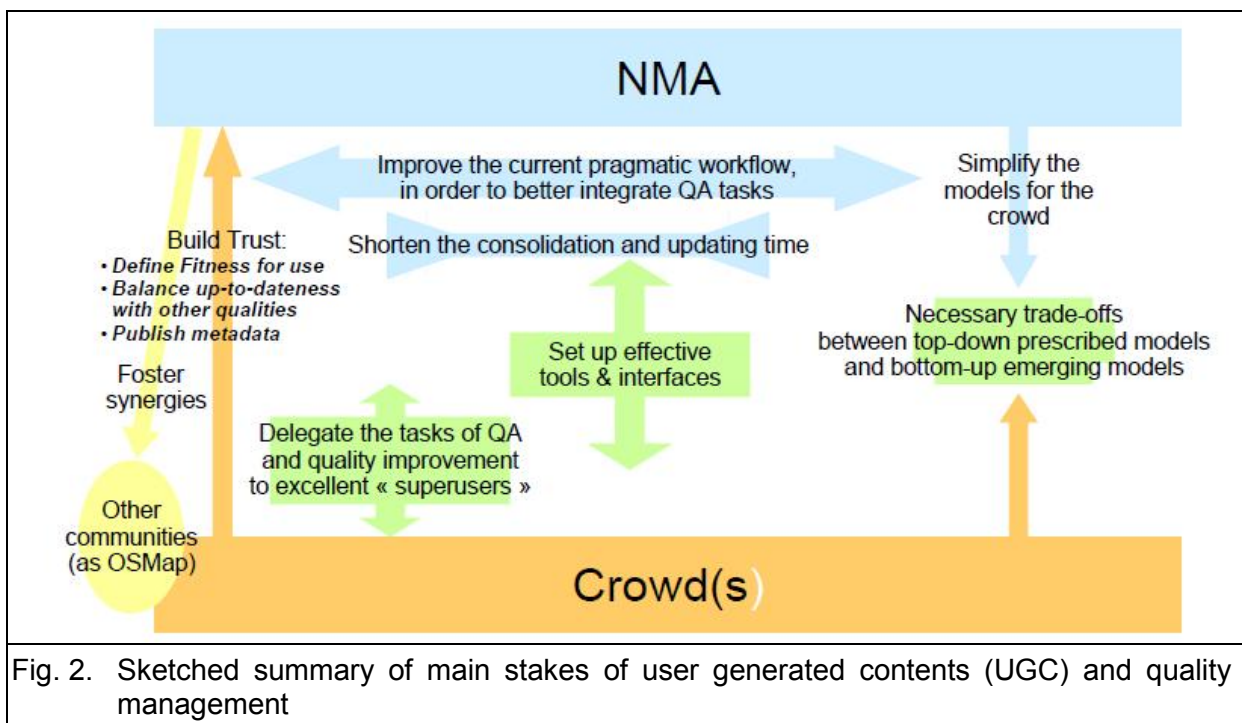 NMA
Improve the current pragmatic workflow,
in order to better integrate QA tasks
Simplify the
models for the
crowd
Shorten the consolidation and updating time
Build Trust:
• Define Fitness for use
• Balance up-to-dateness
with other qualities
• Publish metadata
Foster
synergies
Set up effective
tools & interfaces
Necessary trade-offs
between top-down prescribed models
and bottom-up emerging models
Delegate the tasks of QA
and quality improvement
to excellent « superusers »
Other
communities
(as OSMap)
Crowd(s)
Fig. 2. Sketched summary of main stakes of user generated contents (UGC) and quality
management